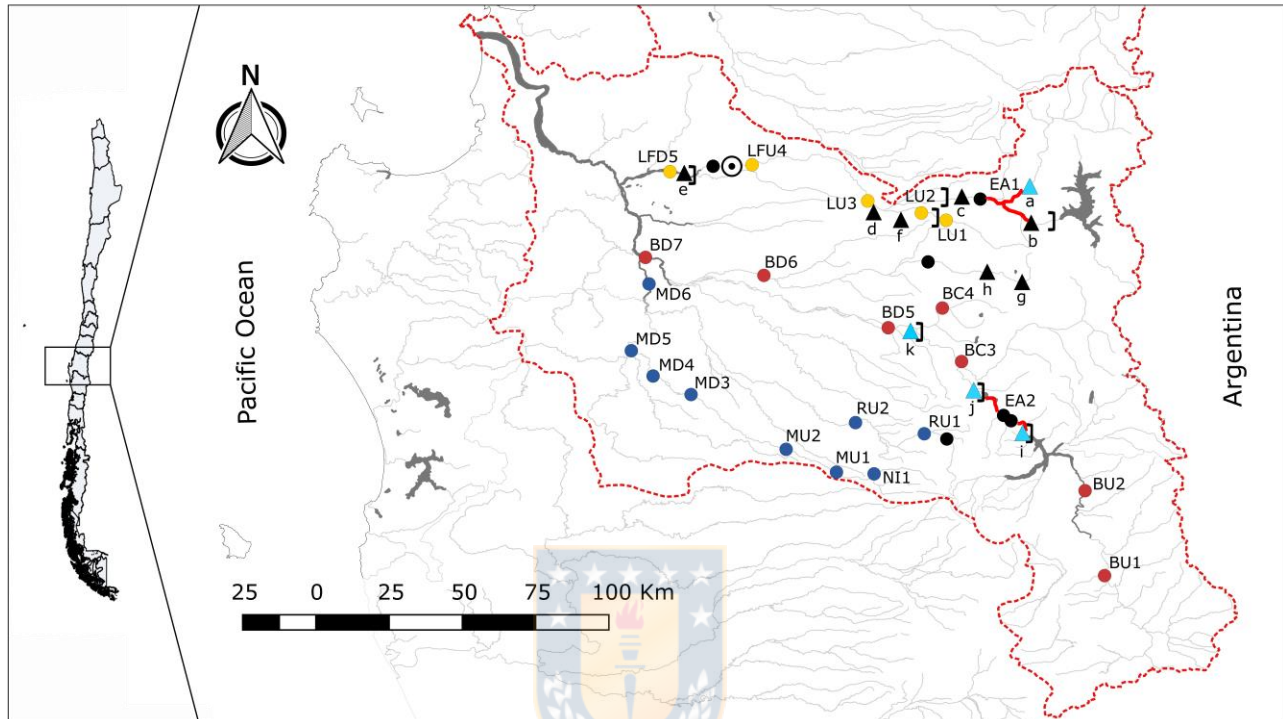 N
Pacific Ocean
Argentina
LFD5
e
LFU4
LU3
d
f
LU2
LU1
c
EA1
a
b
BD7
MD6
BD6
h
g
BC4
BD5
k
BC3
MD5
MD4
MD3
j
EA2
i
RU2
RU1
MU2
MU1
NI1
BU2
BU1
25 0 25 50 75 100 Km